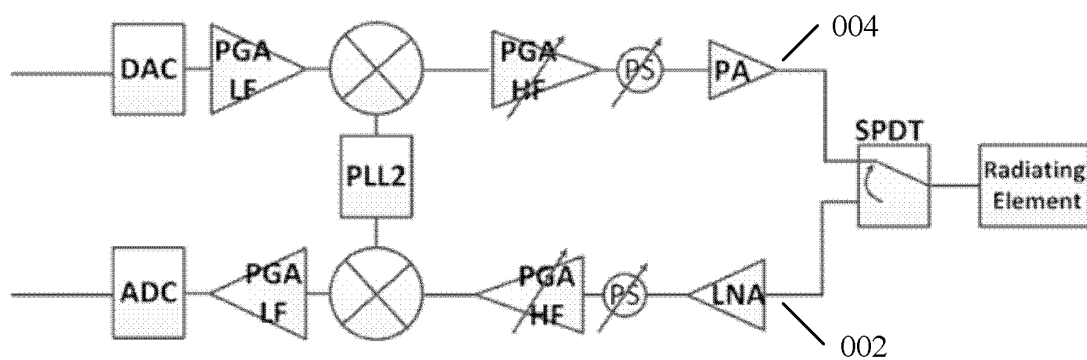 004
DAC
PGA
LF
PGA
HF
PS
PA
SPDT
PLL2
Radiating
Element
ADC
PGA
LF
PGA
HF
PS
LNA
002